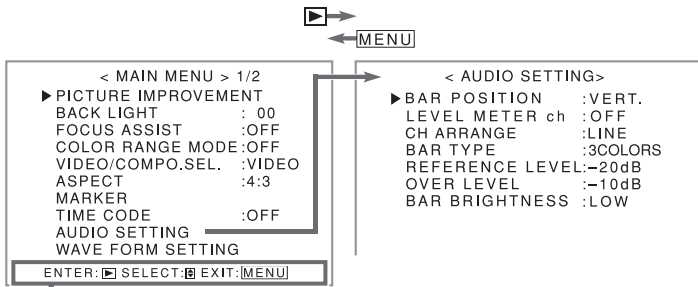 MENU
< MAIN MENU > 1/2
PICTURE IMPROVEMENT
BACK LIGHT : 00
FOCUS ASSIST :OFF
COLOR RANGE MODE:OFF
VIDEO/COMPO.SEL. :VIDEO
ASPECT :4:3
MARKER
TIME CODE :OFF
AUDIO SETTING
WAVE FORM SETTING
ENTER: SELECT: EXIT:MENU
< AUDIO SETTING>
BAR POSITION :VERT.
LEVEL METER ch :OFF
CH ARRANGE :LINE
BAR TYPE :3COLORS
REFERENCE LEVEL:–20dB
OVER LEVEL :–10dB
BAR BRIGHTNESS :LOW